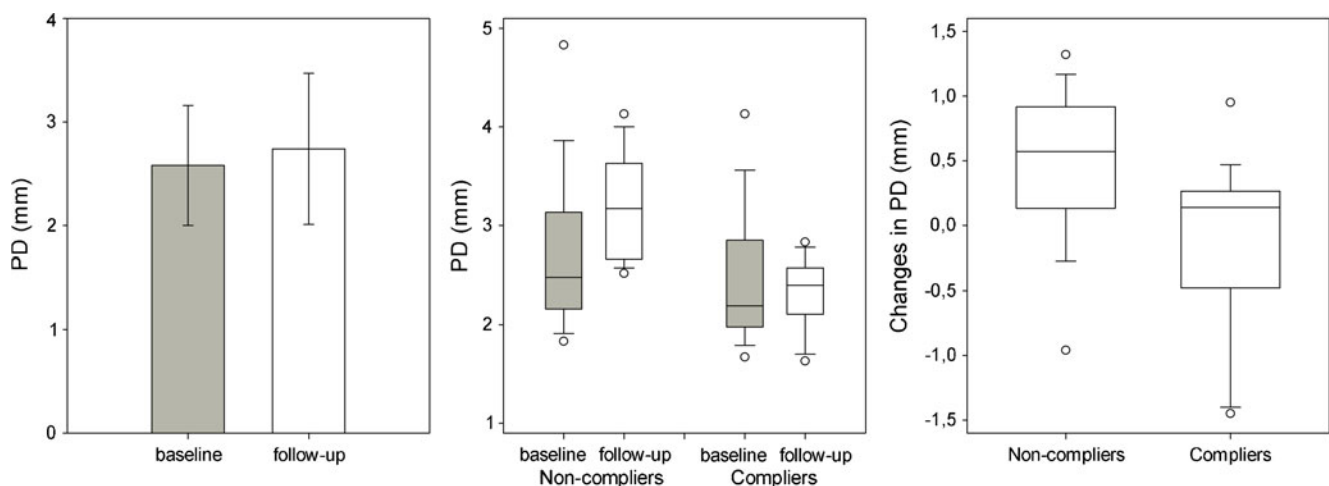 4
3
2
1
0
PD (mm)
baseline follow-up
5
4
3
2
1
PD (mm)
baseline follow-up baseline follow-up
Non-compliers Compliers
1,5
1,0
0,5
0,0
-0,5
-1,0
-1,5
Changes in PD (mm)
Non-compliers Compliers